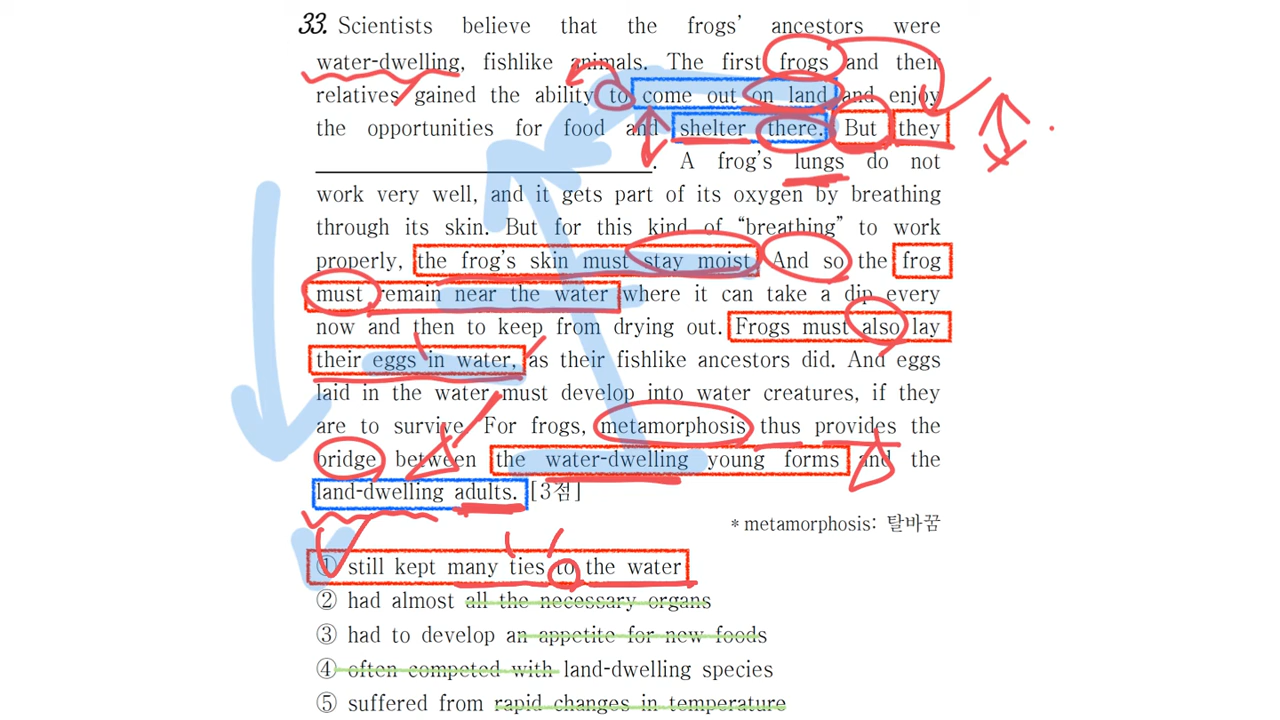 33. Scientists believe that the frogs' ancestors were
water-dwelling, fishlike animals. The first frogs and their
relatives gained the ability to come out on land and enjoy
the opportunities for food and shelter there. But they
____________________. A frog's lungs do not
work very well, and it gets part of its oxygen by breathing
through its skin. But for this kind of “breathing” to work
properly, the frog's skin must stay moist. And so the frog
must remain near the water where it can take a dip every
now and then to keep from drying out. Frogs must also lay
their eggs in water, as their fishlike ancestors did. And eggs
laid in the water must develop into water creatures, if they
are to survive. For frogs, metamorphosis thus provides the
bridge between the water-dwelling young forms and the
land-dwelling adults. [3점]
* metamorphosis: 탈바꿈
① still kept many ties to the water
② had almost all the necessary organs
③ had to develop an appetite for new foods
④ often competed with land-dwelling species
⑤ suffered from rapid changes in temperature